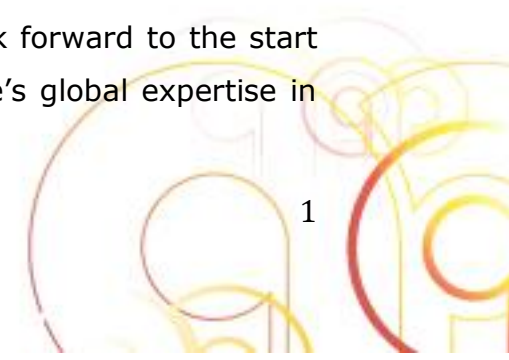 k forward to the start
e's global expertise in
1